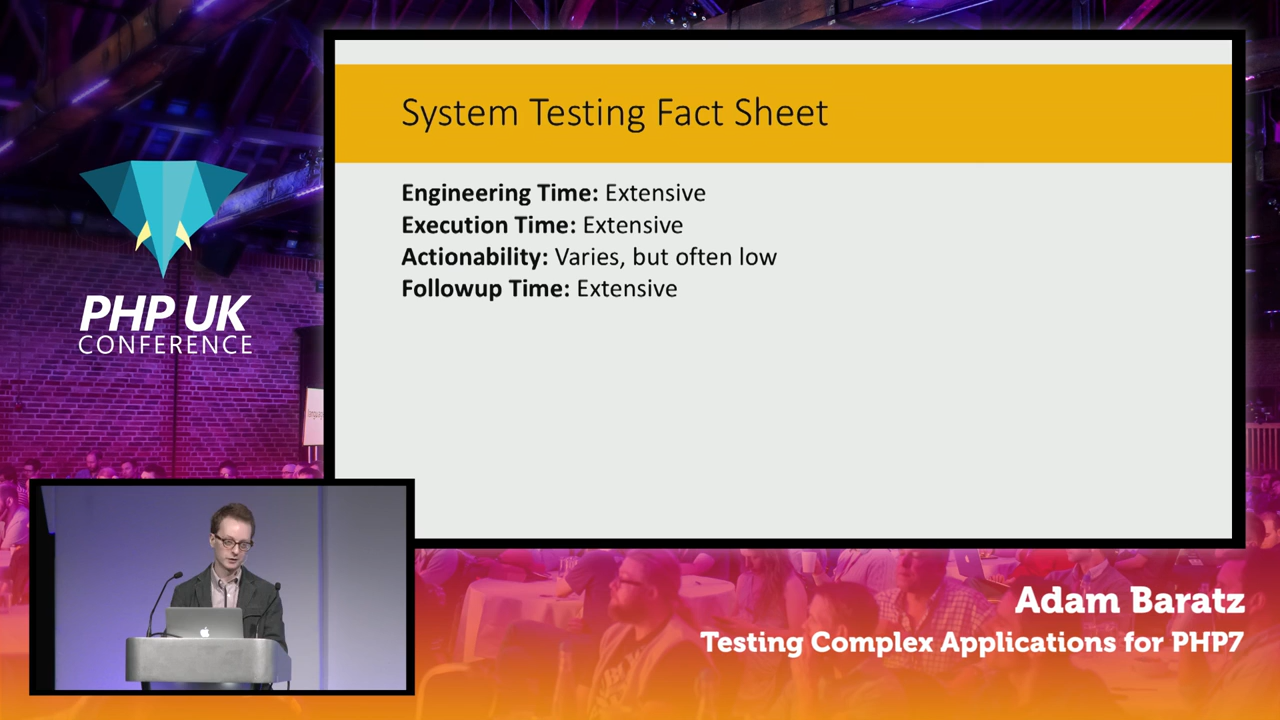 System Testing Fact Sheet
Engineering Time: Extensive
Execution Time: Extensive
Actionability: Varies, but often low
Followup Time: Extensive
PHP UK
CONFERENCE
Adam Baratz
Testing Complex Applications for PHP7